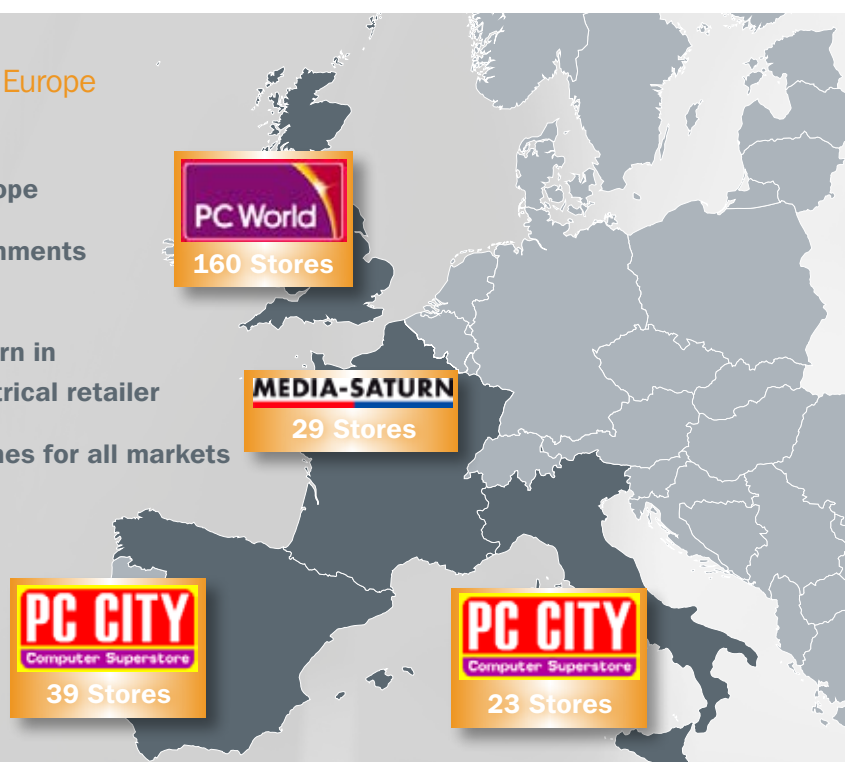 Europe
ope
nments
rn in
trical retailer
nes for all markets
PC World
160 Stores
MEDIA-SATURN
29 Stores
PC CITY
Computer Superstore
39 Stores
PC CITY
Computer Superstore
23 Stores